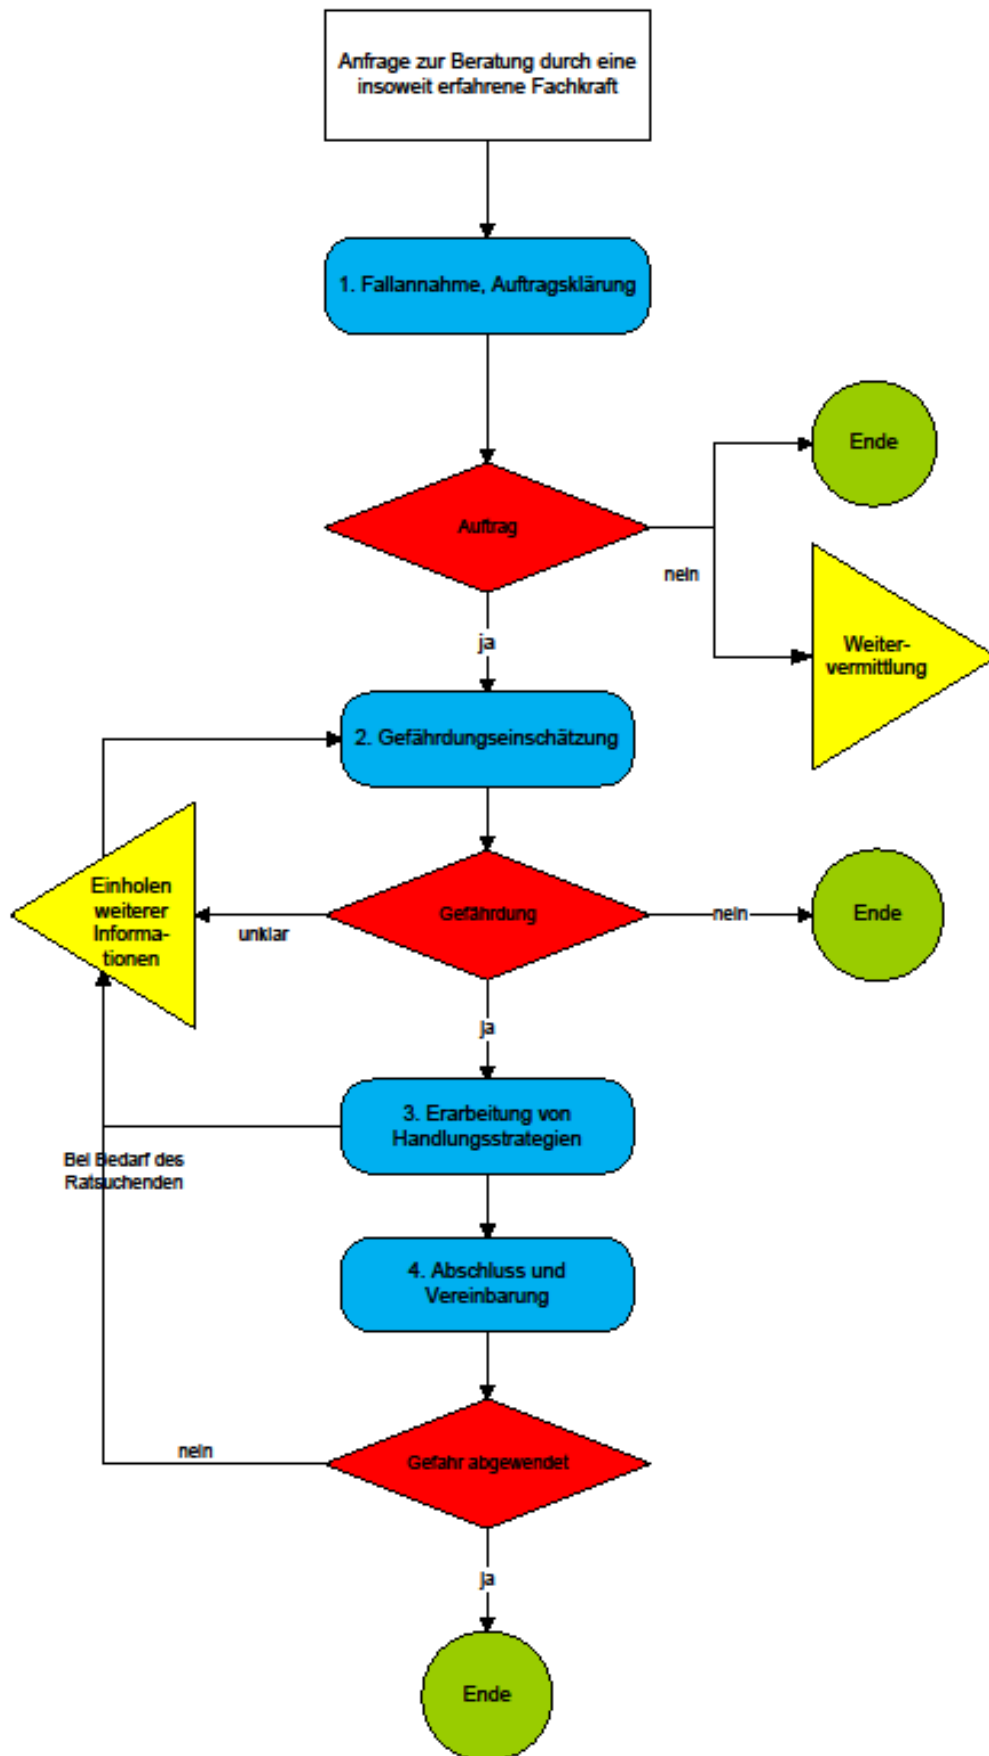 Anfrage zur Beratung durch eine
insoweit erfahrene Fachkraft
1. Fallannahme, Auftragsklärung
Ende
Auftrag
nein
Weiter-
vermittlung
ja
2. Gefährdungseinschätzung
Einholen
weiterer
Informa-
tionen
unklar
Gefährdung
nein
Ende
ja
3. Erarbeitung von
Handlungsstrategien
Bei Bedarf des
Ratsuchenden
4. Abschluss und
Vereinbarung
nein
Gefahr abgewendet
ja
Ende